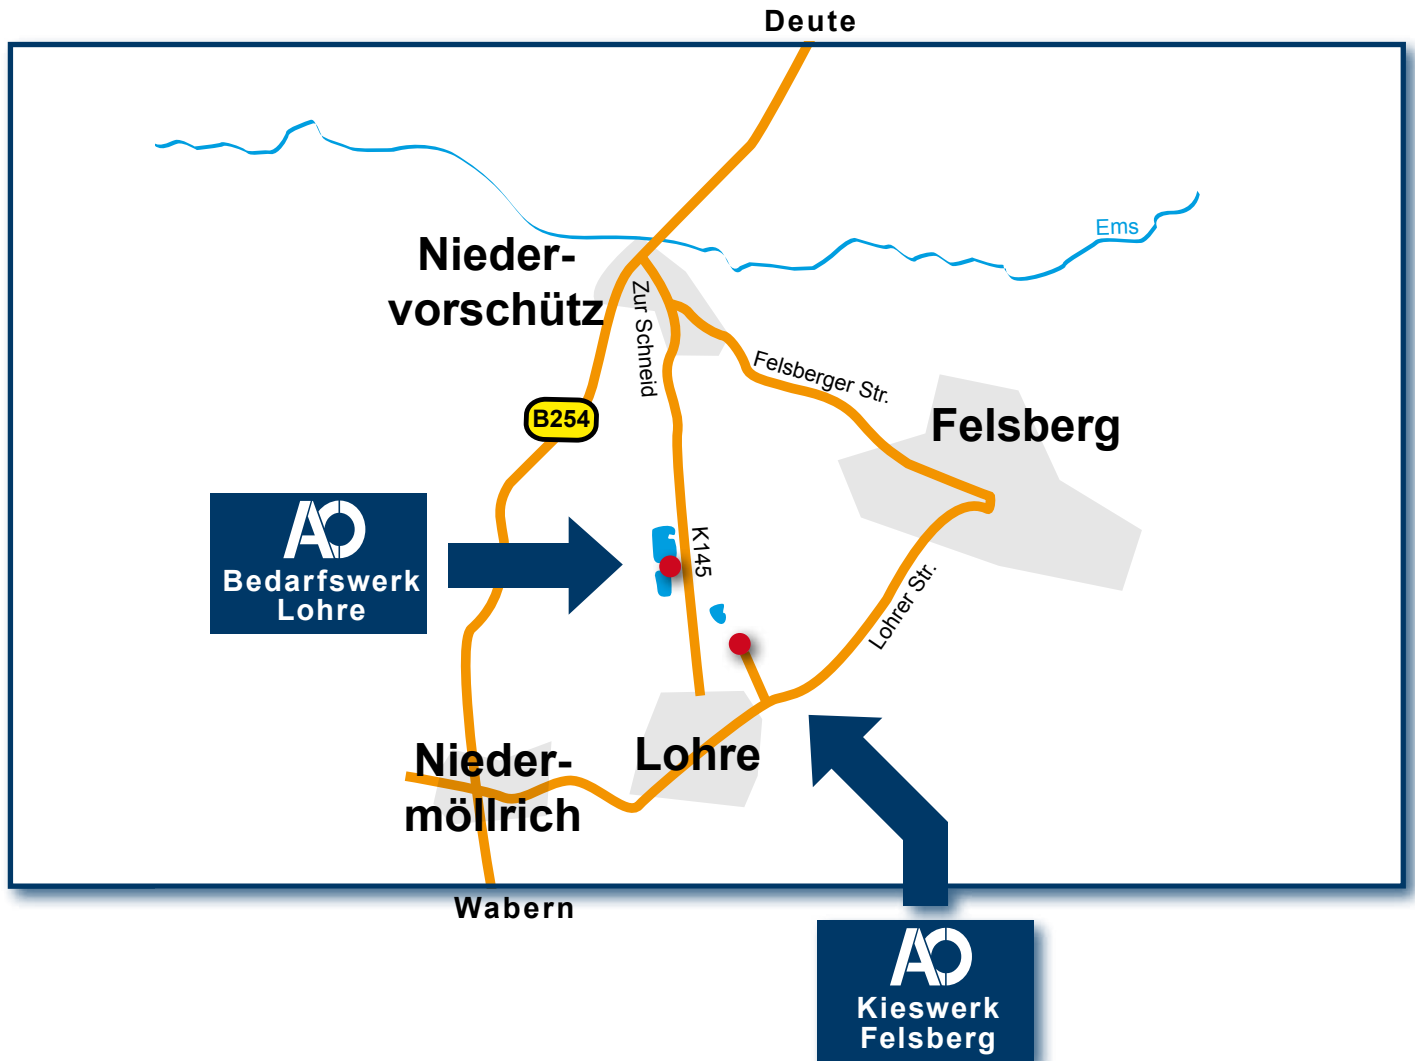 Deute
Ems
Nieder-
vorschütz
Zur Schneid
Felsberger Str.
B254
Felsberg
AO
Bedarfswerk
Lohre
K145
Lohrer Str.
Nieder-
möllrich
Lohre
Wabern
AO
Kieswerk
Felsberg